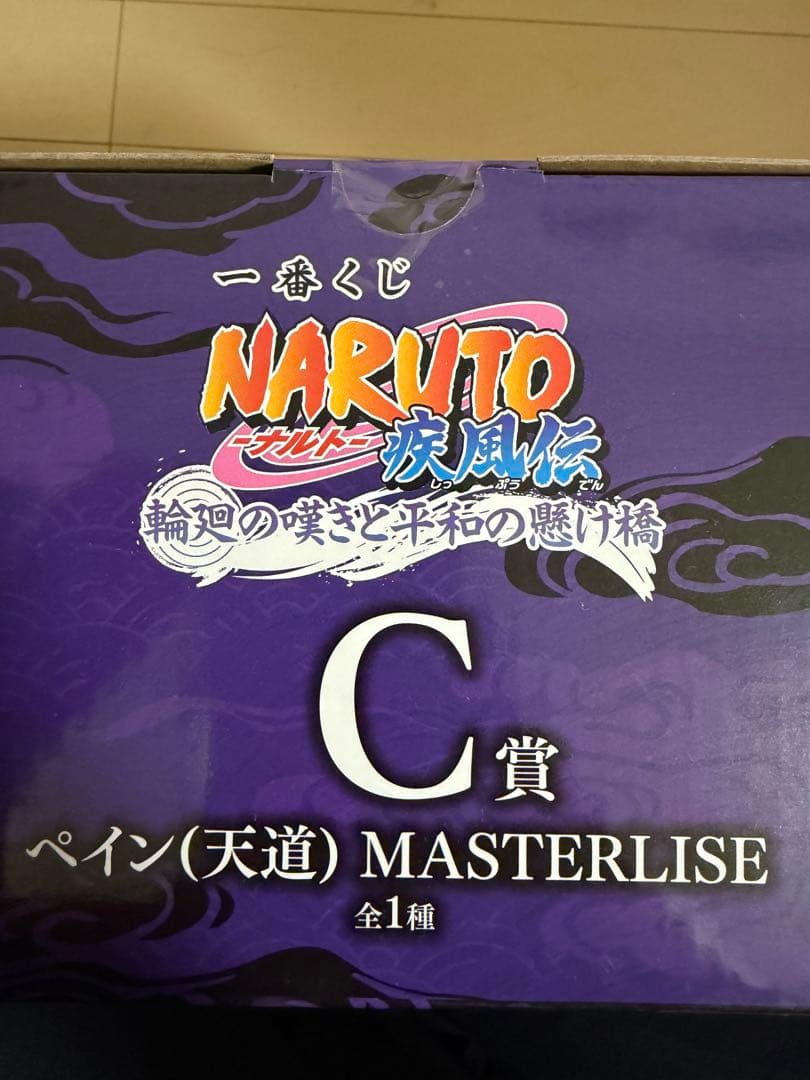 一番くじ
NARUTO
-ナルト-
疾風伝
しっ ぷう でん
輪廻の嘆きと平和の懸け橋
C賞
ペイン(天道) MASTERLISE
全1種